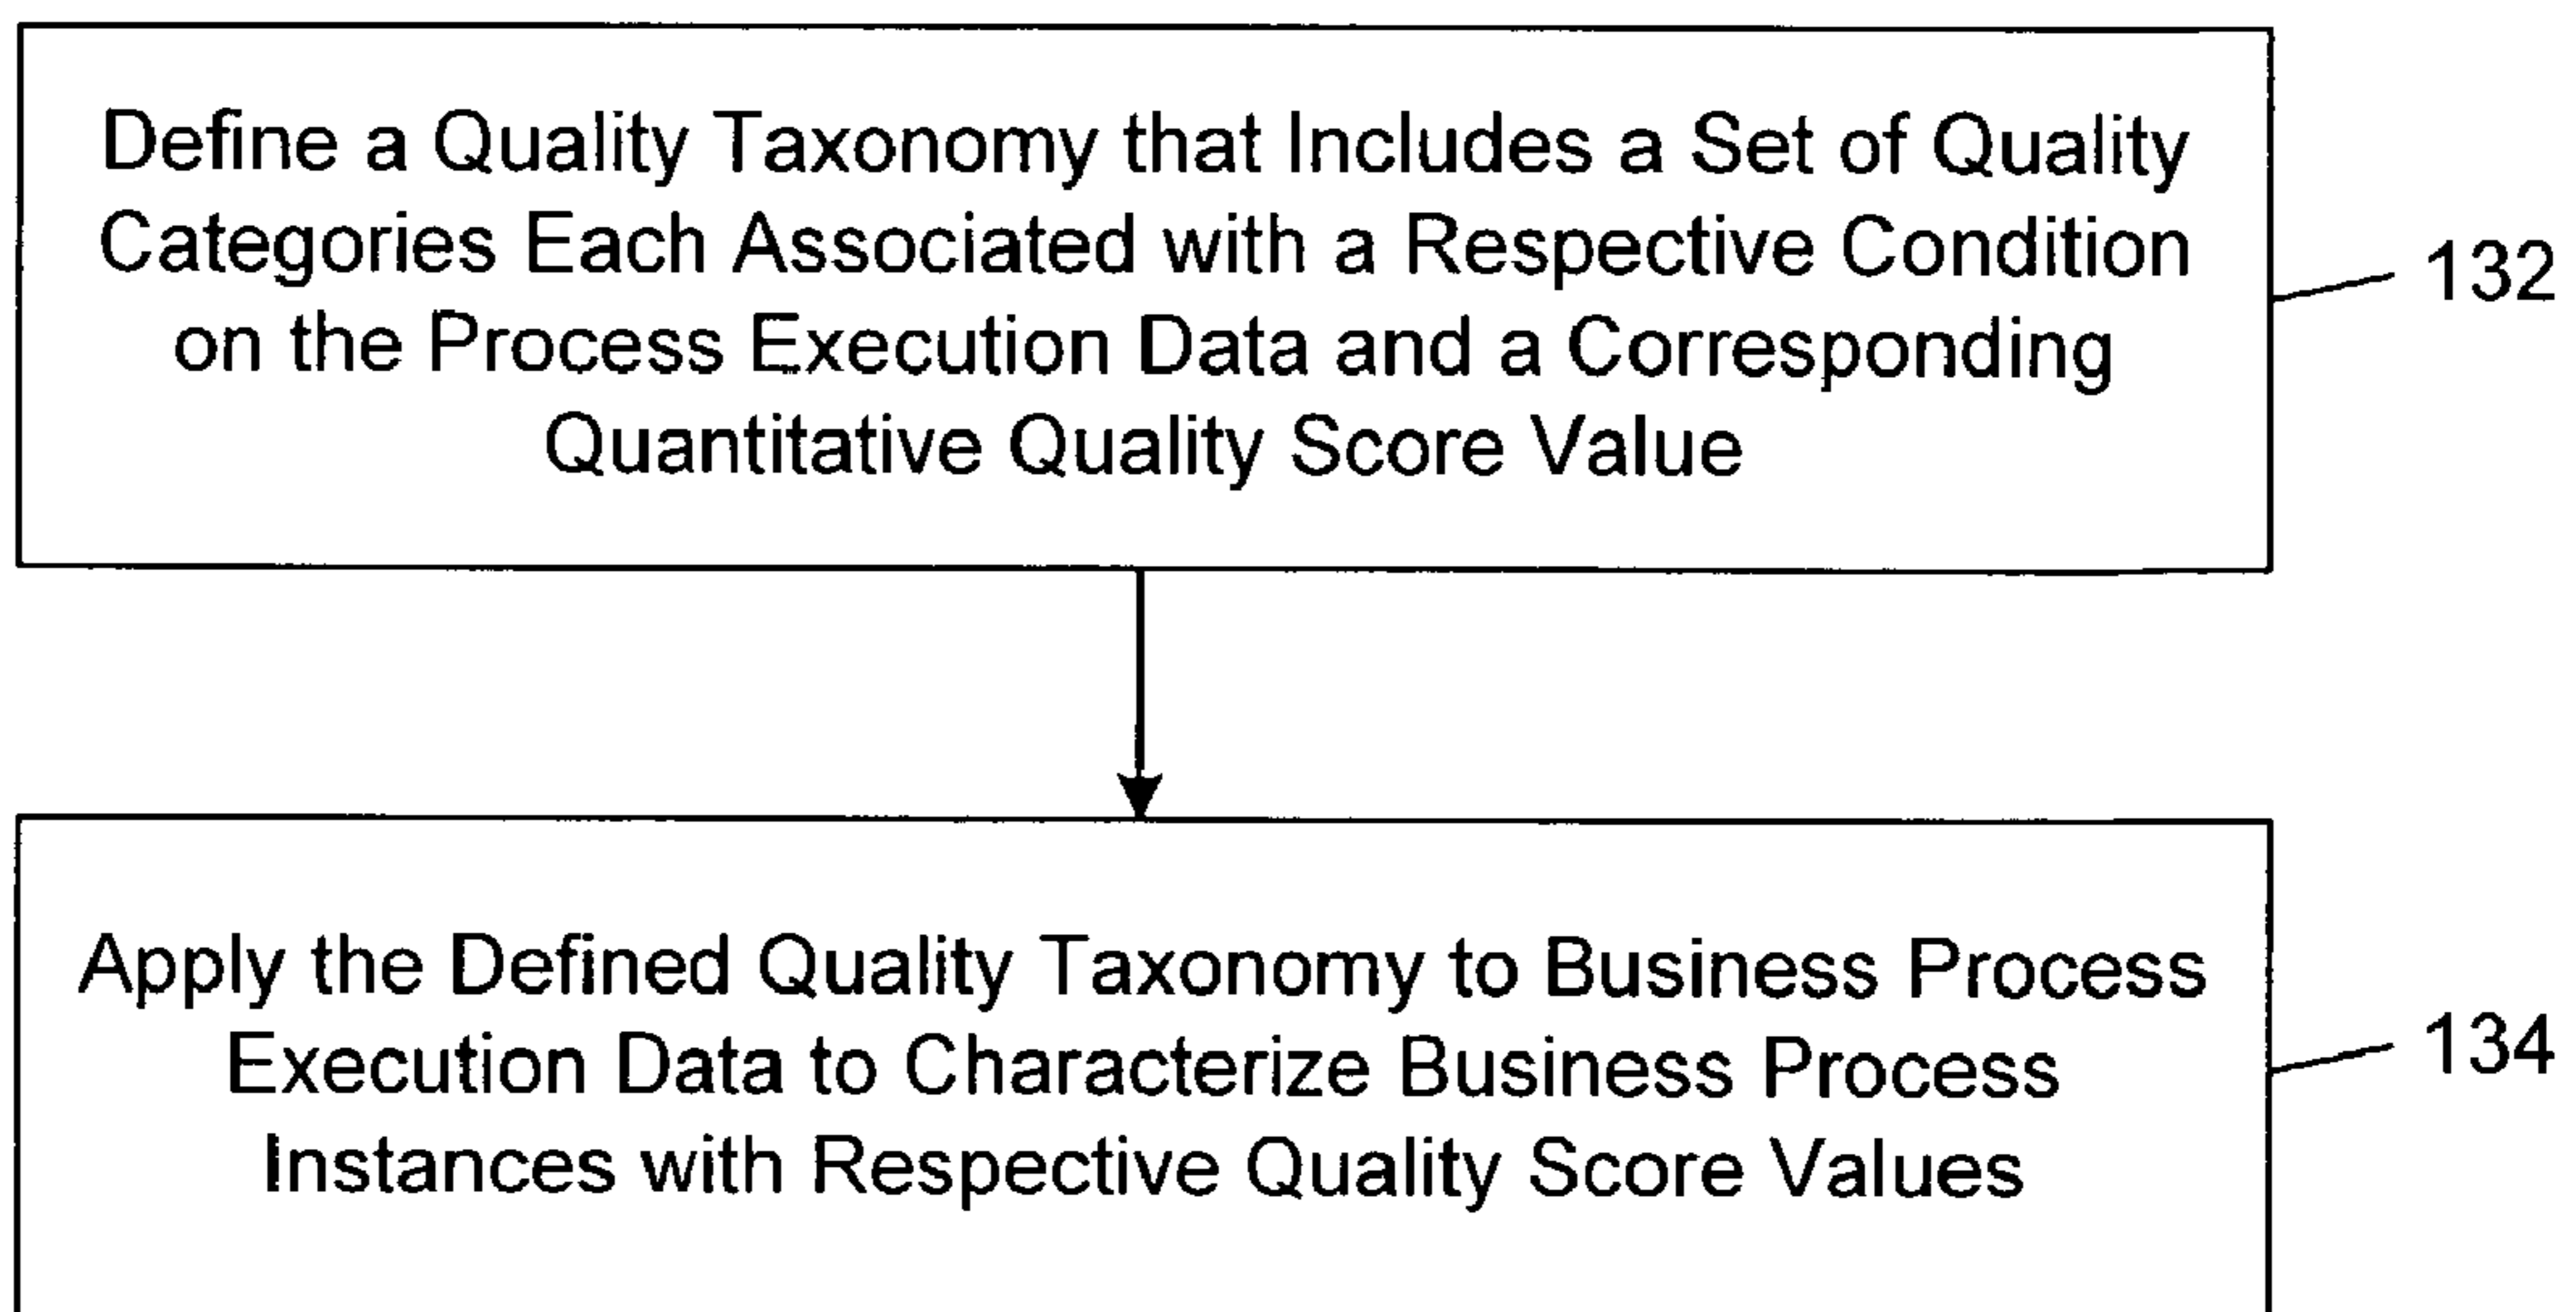 Define a Quality Taxonomy that Includes a Set of Quality
Categories Each Associated with a Respective Condition
on the Process Execution Data and a Corresponding
Quantitative Quality Score Value
132
Apply the Defined Quality Taxonomy to Business Process
Execution Data to Characterize Business Process
Instances with Respective Quality Score Values
134